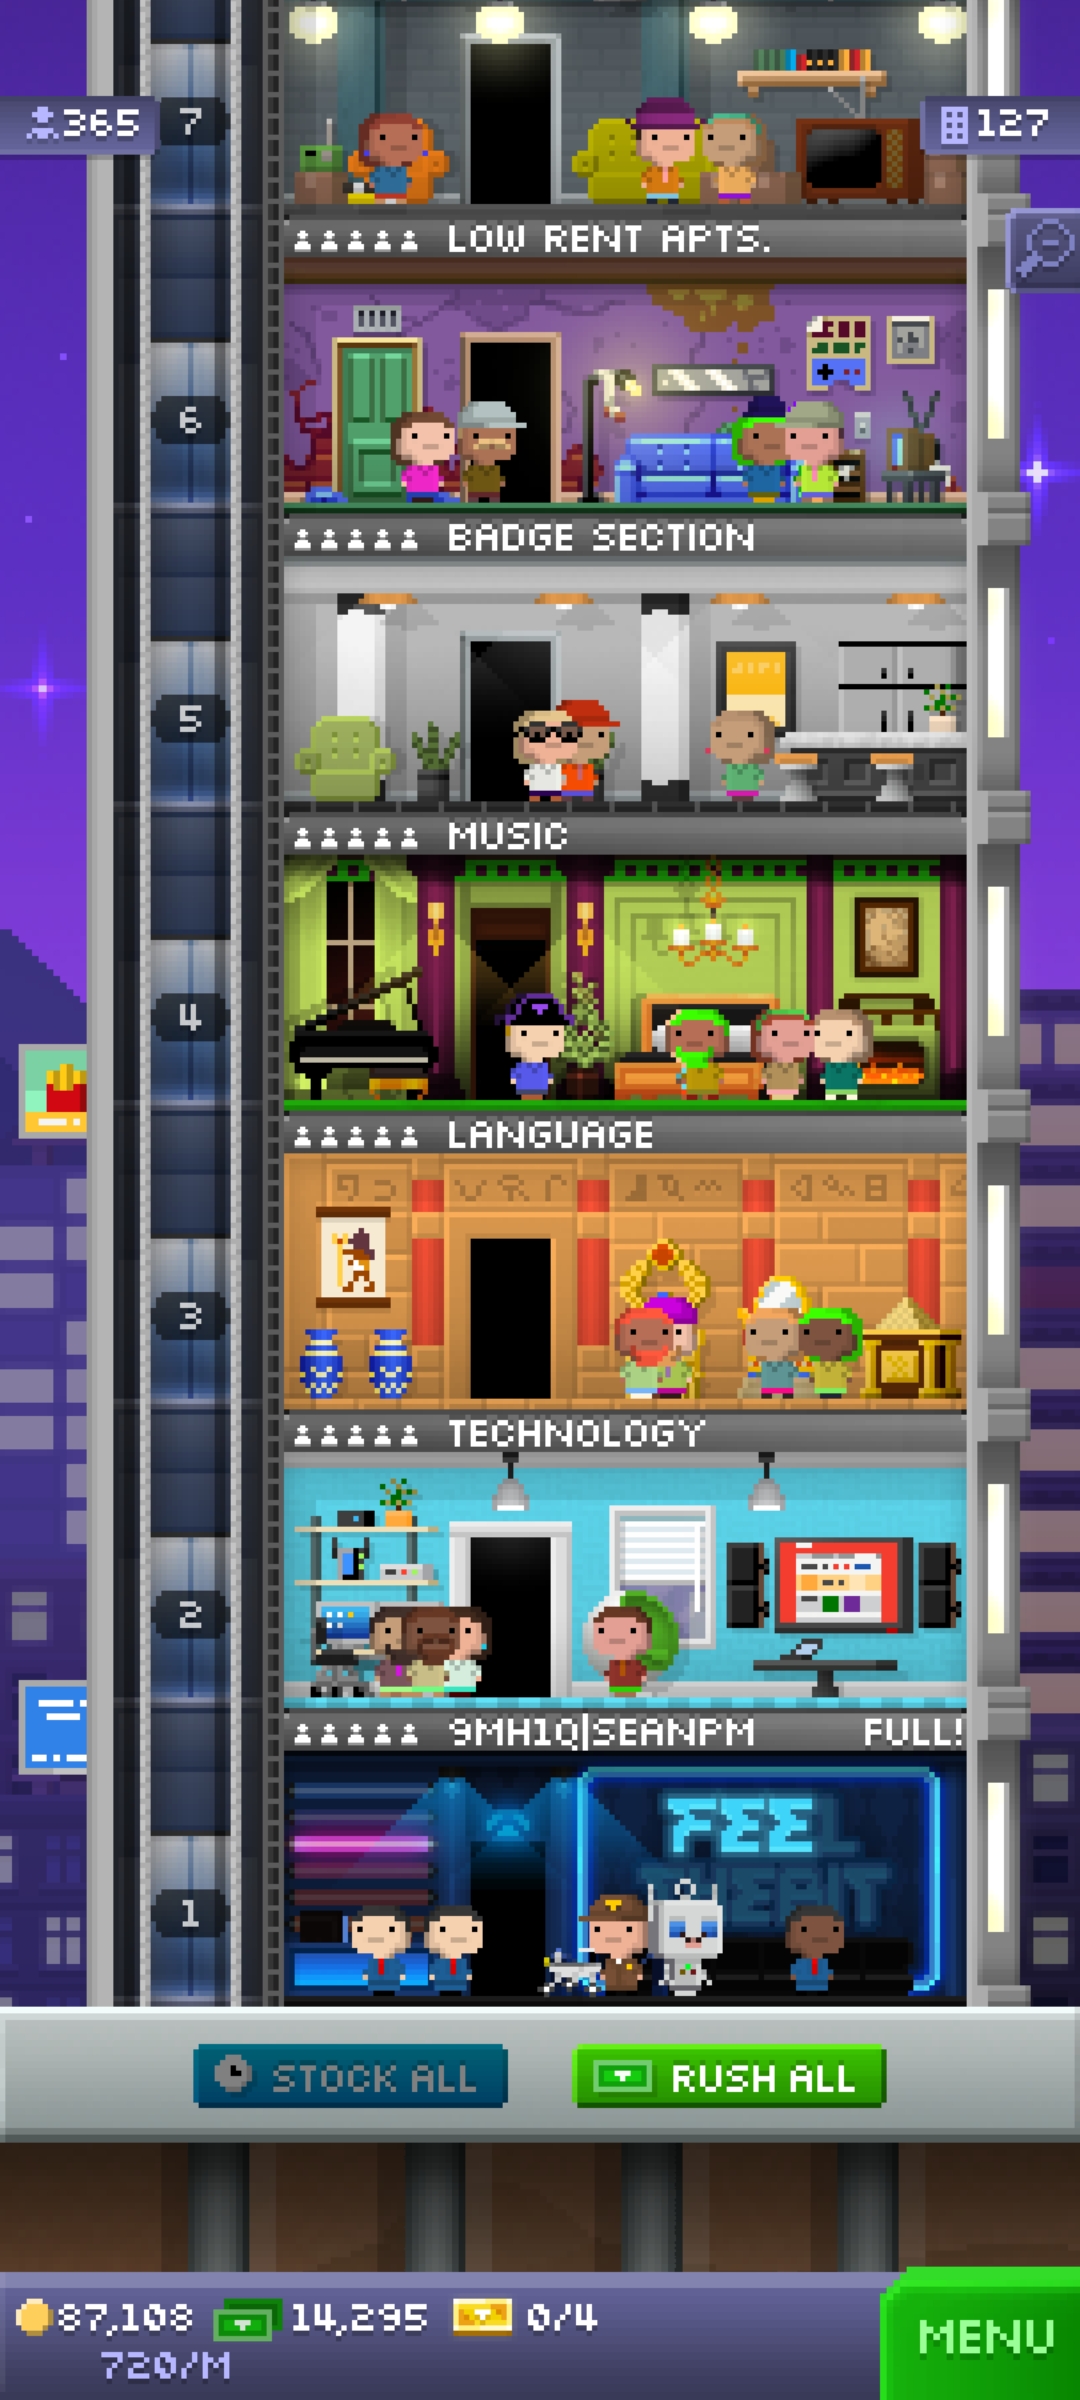 7
365
127
LOW RENT APTS.
6
BADGE SECTION
5
MUSIC
4
LANGUAGE
3
TECHNOLOGY
2
9MH1Q|SEANPM FULL!
FEE
1
STOCK ALL
RUSH ALL
87,108 14,295 0/4
720/M
MENU